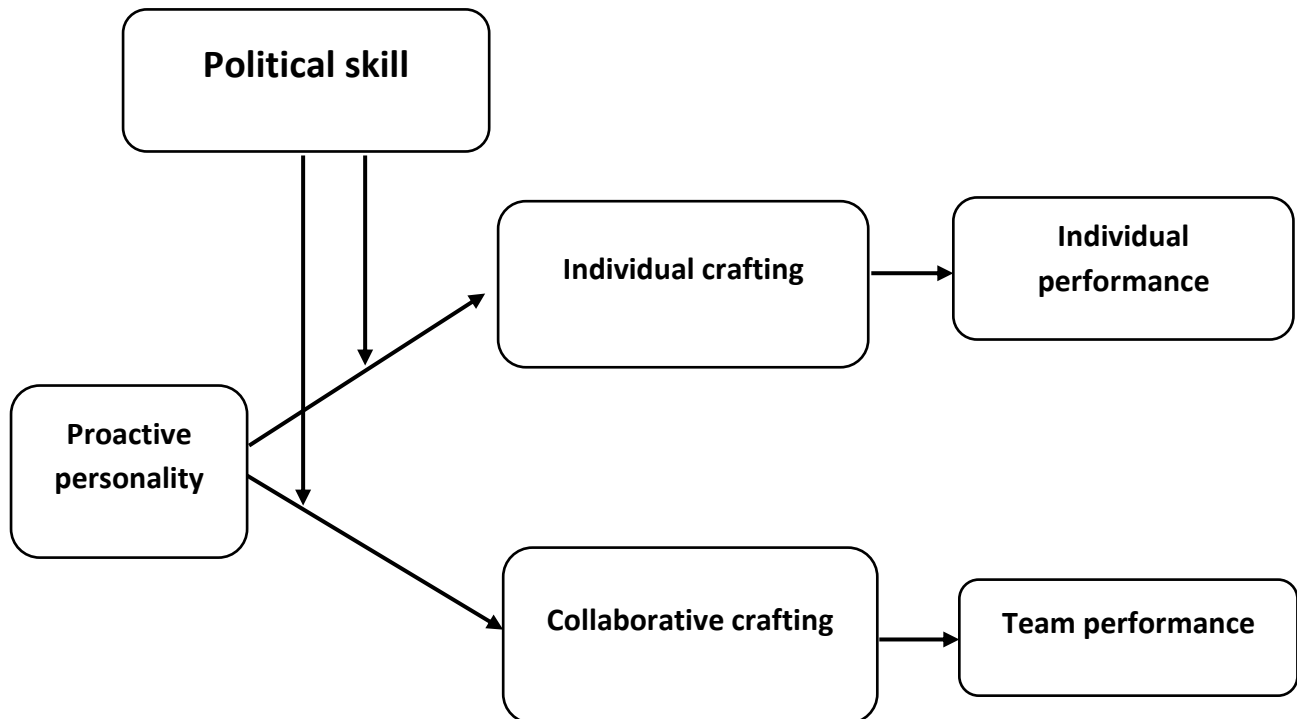 Political skill
Individual crafting
Individual
performance
Proactive
personality
Collaborative crafting
Team performance